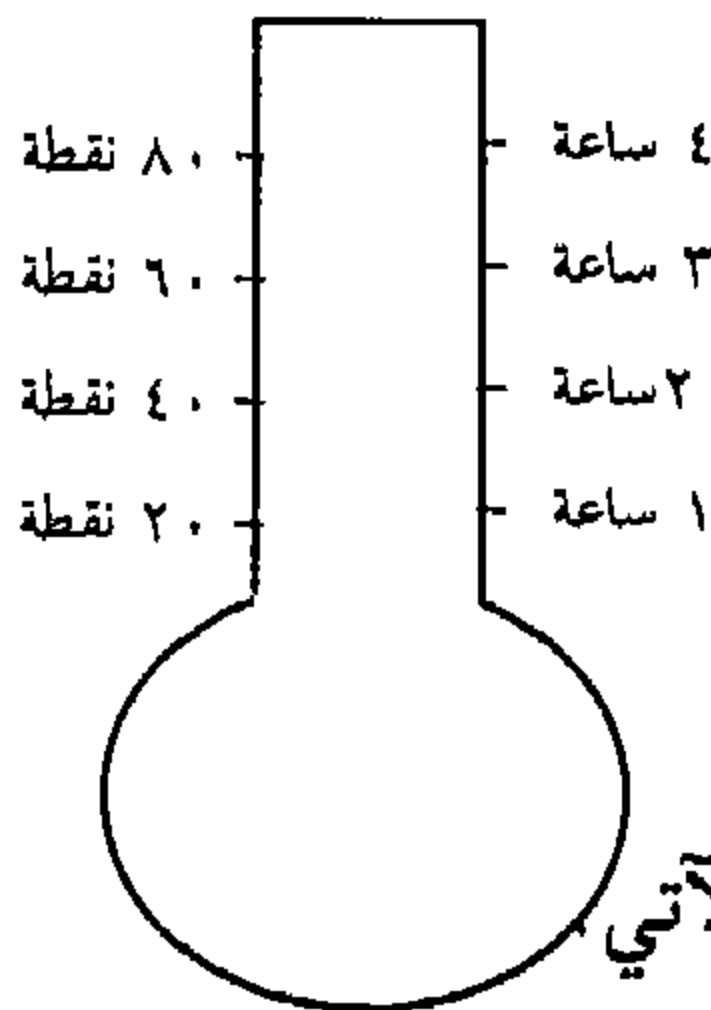 ٤ ساعة
٨٠ نقطة
٣ ساعة
٦٠ نقطة
٢ ساعة
٤٠ نقطة
١ ساعة
٢٠ نقطة